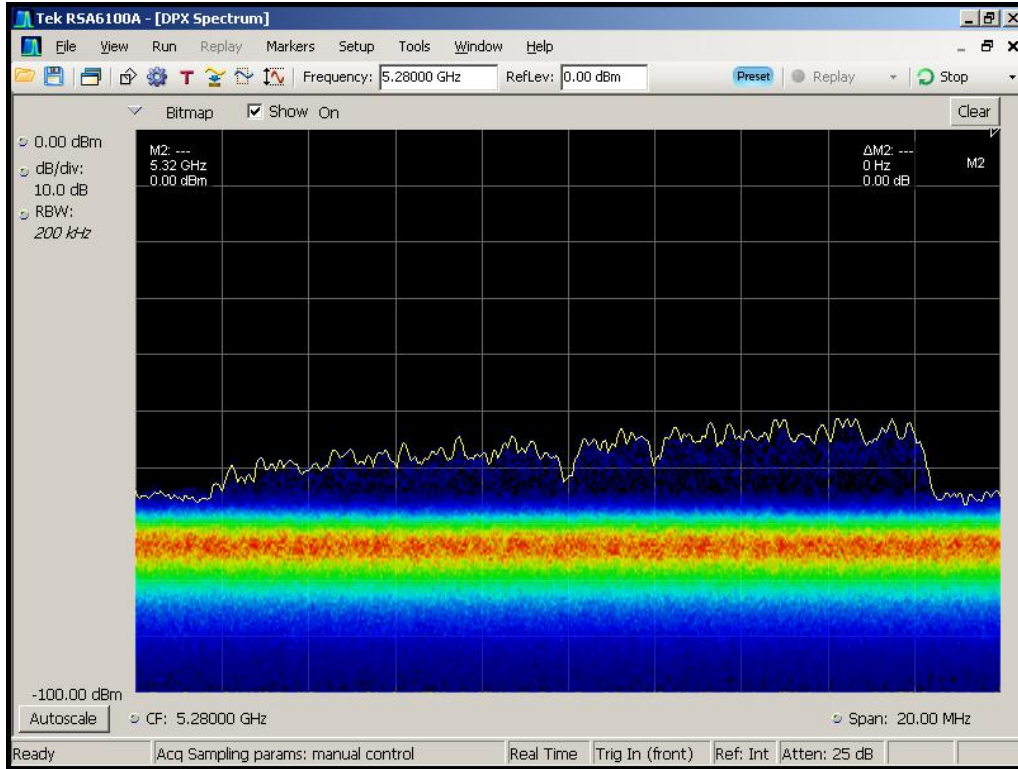 Tek RSA6100A - [DPX Spectrum]
File View Run Replay Markers Setup Tools Window Help
T Frequency: 5.28000 GHz RefLev: 0.00 dBm Preset Replay Stop
Bitmap Show On Clear
0.00 dBm
dB/div:
10.0 dB
RBW:
200 kHz
M2: ---
5.32 GHz
0.00 dBm
ΔM2: ---
0 Hz
0.00 dB
M2
-100.00 dBm
Autoscale CF: 5.28000 GHz Span: 20.00 MHz
Ready Acq Sampling params: manual control Real Time Trig In (front) Ref: Int Atten: 25 dB